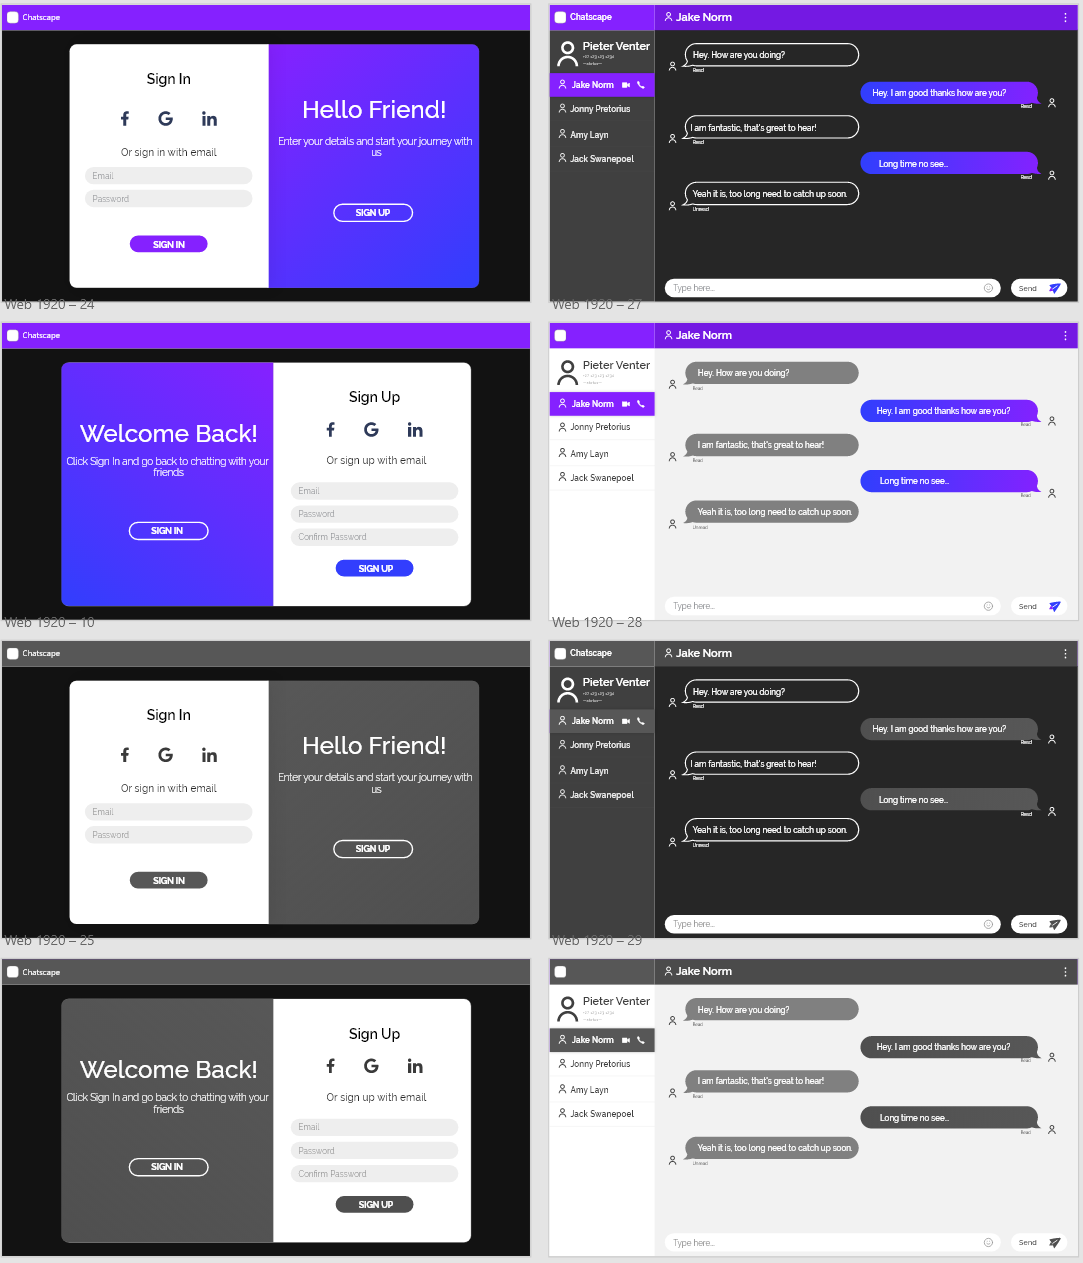 Chatscape
Sign In
Or sign in with email
Email
Password
SIGN IN
Hello Friend!
Enter your details and start your journey with
us
SIGN UP
Web 1920 – 24
Chatscape
Jake Norm
Pieter Venter
Jake Norm
Jonny Pretorius
Amy Layn
Jack Swanepoel
Hey. How are you doing?
Read
Hey. I am good thanks how are you?
Read
I am fantastic, that's great to hear!
Read
Long time no see...
Read
Yeah it is, too long need to catch up soon.
Unread
Type here...
Send
Web 1920 – 27
Chatscape
Welcome Back!
Click Sign In and go back to chatting with your
friends
SIGN IN
Sign Up
Or sign up with email
Email
Password
Confirm Password
SIGN UP
Web 1920 – 10
Jake Norm
Pieter Venter
Jake Norm
Jonny Pretorius
Amy Layn
Jack Swanepoel
Hey. How are you doing?
Read
Hey. I am good thanks how are you?
Read
I am fantastic, that's great to hear!
Read
Long time no see...
Read
Yeah it is, too long need to catch up soon.
Unread
Type here...
Send
Web 1920 – 28
Chatscape
Sign In
Or sign in with email
Email
Password
SIGN IN
Hello Friend!
Enter your details and start your journey with
us
SIGN UP
Web 1920 – 25
Chatscape
Jake Norm
Pieter Venter
Jake Norm
Jonny Pretorius
Amy Layn
Jack Swanepoel
Hey. How are you doing?
Read
Hey. I am good thanks how are you?
Read
I am fantastic, that's great to hear!
Read
Long time no see...
Read
Yeah it is, too long need to catch up soon.
Unread
Type here...
Send
Web 1920 – 29
Chatscape
Welcome Back!
Click Sign In and go back to chatting with your
friends
SIGN IN
Sign Up
Or sign up with email
Email
Password
Confirm Password
SIGN UP
Jake Norm
Pieter Venter
Jake Norm
Jonny Pretorius
Amy Layn
Jack Swanepoel
Hey. How are you doing?
Read
Hey. I am good thanks how are you?
Read
I am fantastic, that's great to hear!
Read
Long time no see...
Read
Yeah it is, too long need to catch up soon.
Unread
Type here...
Send